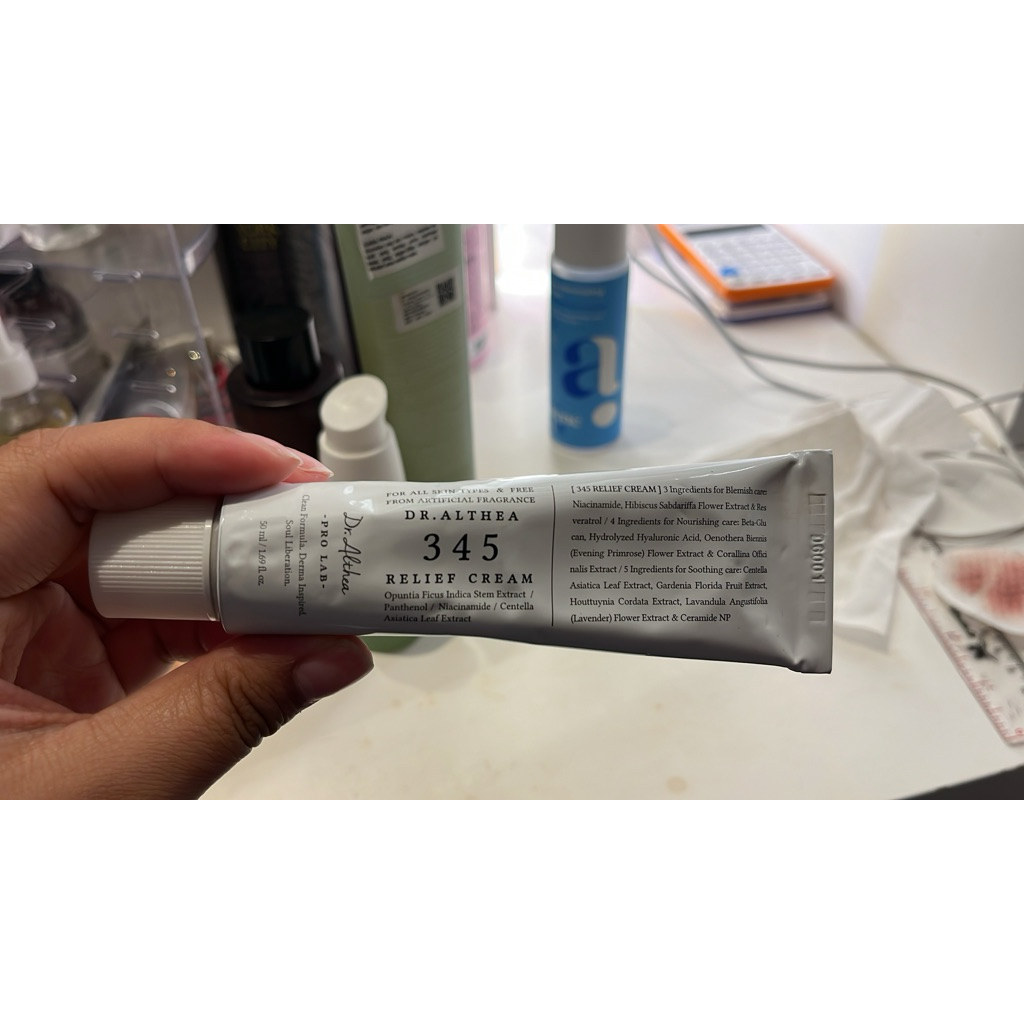 Clean Formula. Derma Inspired.
Soul Liberation.
- PRO LAB -
Dr.Althea
50 ml / 1.69 fl. oz.
FOR ALL SKIN TYPES & FREE
FROM ARTIFICIAL FRAGRANCE
DR.ALTHEA
345
RELIEF CREAM
Opuntia Ficus Indica Stem Extract /
Panthenol / Niacinamide / Centella
Asiatica Leaf Extract
[ 345 RELIEF CREAM ] 3 Ingredients for Blemish care:
Niacinamide, Hibiscus Sabdariffa Flower Extract & Res
veratrol / 4 Ingredients for Nourishing care: Beta-Glu
can, Hydrolyzed Hyaluronic Acid, Oenothera Biennis
(Evening Primrose) Flower Extract & Corallina Offici
nalis Extract / 5 Ingredients for Soothing care: Centella
Asiatica Leaf Extract, Gardenia Florida Fruit Extract,
Houttuynia Cordata Extract, Lavandula Angustifolia
(Lavender) Flower Extract & Ceramide NP
a